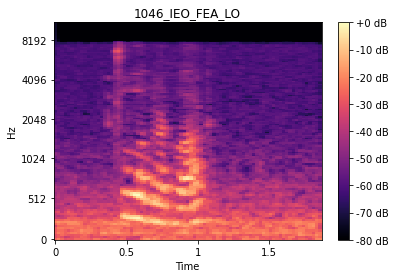 1046_IEO_FEA_LO
Hz
8192
4096
2048
1024
512
0
0
0.5
1
1.5
Time
+0 dB
-10 dB
-20 dB
-30 dB
-40 dB
-50 dB
-60 dB
-70 dB
-80 dB